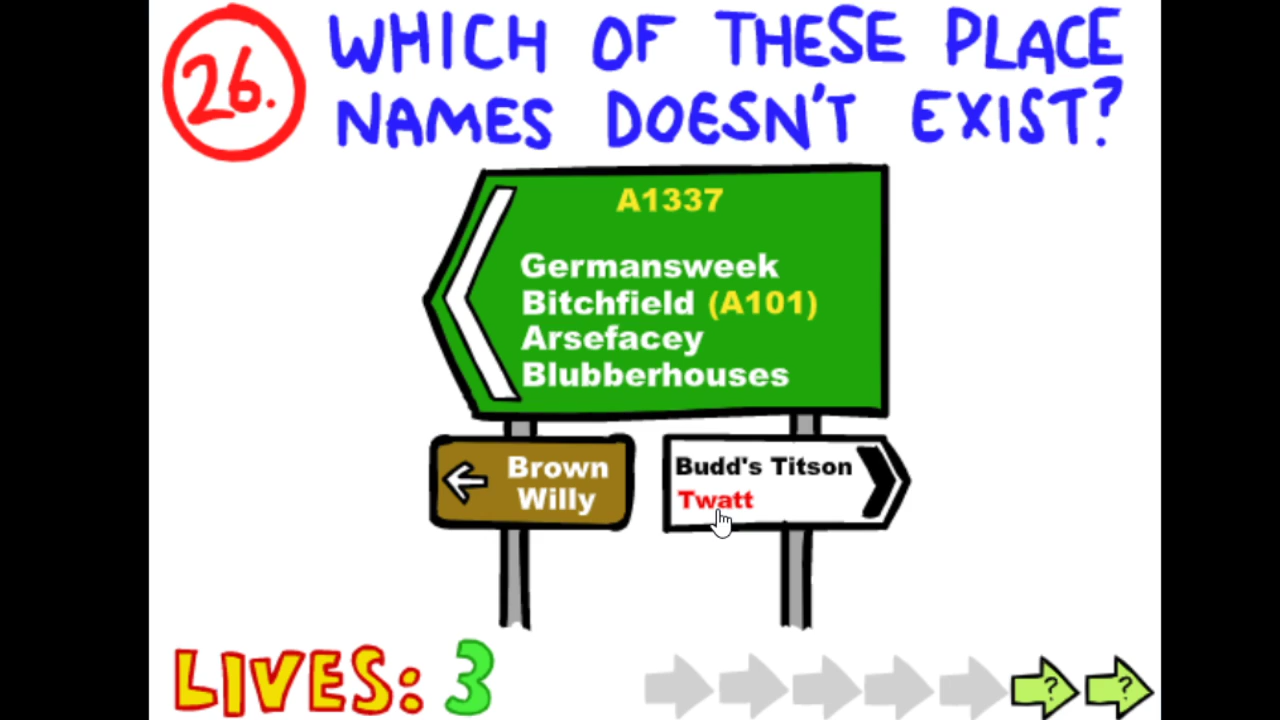 26. WHICH OF THESE PLACE
NAMES DOESN'T EXIST?
A1337
Germansweek
Bitchfield (A101)
Arsefacey
Blubberhouses
Brown
Willy
Budd's Titson
Twatt
LIVES: 3
? ?